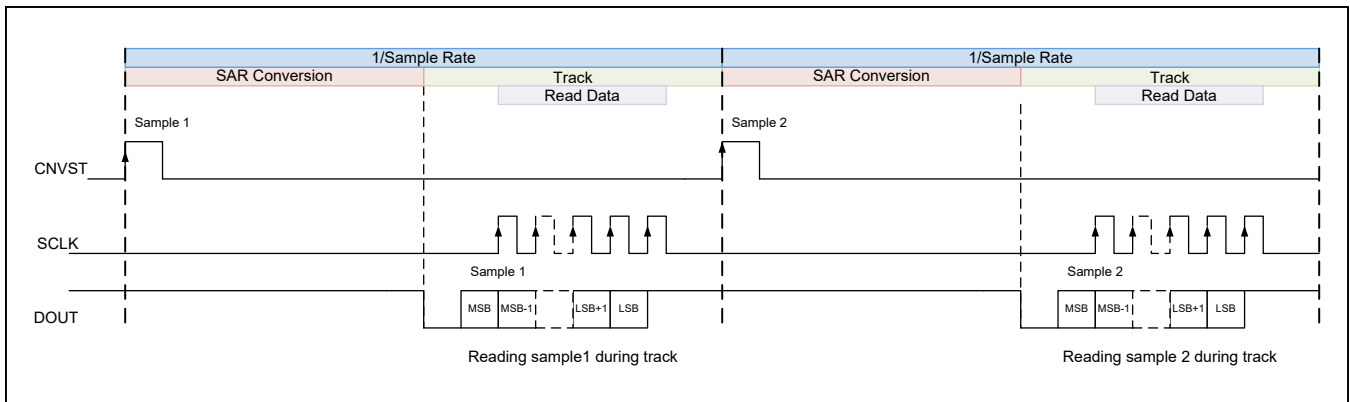 1/Sample Rate 1/Sample Rate
SAR Conversion Track SAR Conversion Track
Read Data Read Data
Sample 1 Sample 2
CNVST
SCLK
Sample 1 Sample 2
DOUT MSB MSB-1 LSB+1 LSB MSB MSB-1 LSB+1 LSB
Reading sample1 during track Reading sample 2 during track